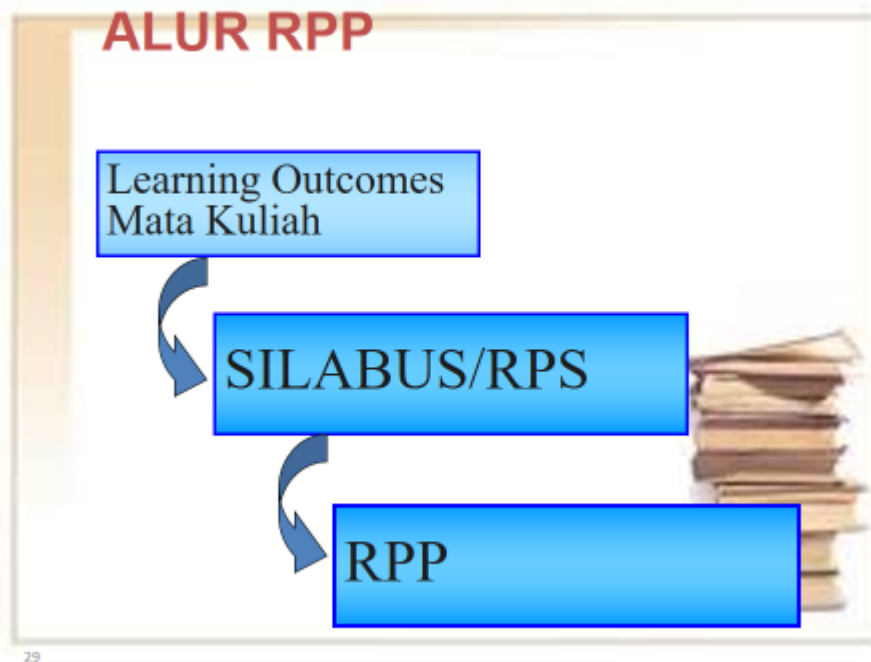 ALUR RPP
Learning Outcomes
Mata Kuliah
SILABUS/RPS
RPP
29